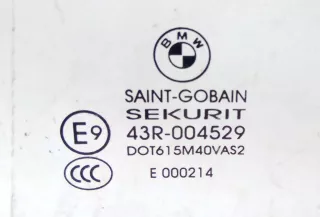 BMW
SAINT-GOBAIN
SEKURIT
E9 43R-004529
DOT615M40VAS2
CCC
E 000214